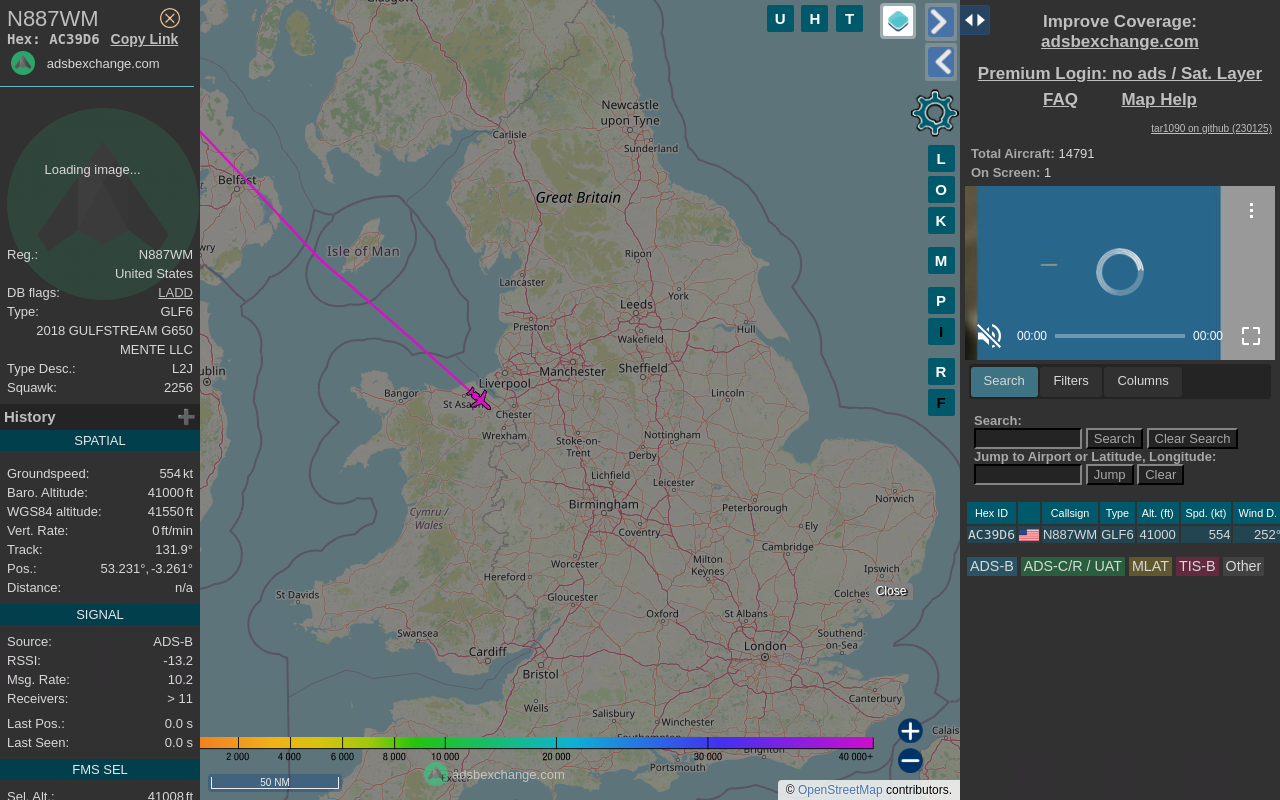 N887WM
Hex: AC39D6 Copy Link
adsbexchange.com
Loading image...
Reg.: N887WM
United States
DB flags: LADD
Type: GLF6
2018 GULFSTREAM G650
MENTE LLC
Type Desc.: L2J
Squawk: 2256
History
SPATIAL
Groundspeed: 554 kt
Baro. Altitude: 41000 ft
WGS84 altitude: 41550 ft
Vert. Rate: 0 ft/min
Track: 131.9°
Pos.: 53.231°, -3.261°
Distance: n/a
SIGNAL
Source: ADS-B
RSSI: -13.2
Msg. Rate: 10.2
Receivers: > 11
Last Pos.: 0.0 s
Last Seen: 0.0 s
FMS SEL
Sel. Alt.: 41008 ft
U H T
Glasgow
Newcastle
upon Tyne
Carlisle
Sunderland
Belfast
Great Britain
Isle of Man
Ripon
Lancaster
York
Leeds
Preston
Hull
Wakefield
Manchester
Sheffield
Liverpool
Bangor
Lincoln
Chester
Wrexham
Stoke-on-
Trent
Nottingham
Derby
Lichfield
Leicester
Norwich
Birmingham
Peterborough
Cymru /
Wales
Ely
Coventry
Cambridge
Worcester
Milton
Keynes
Hereford
Ipswich
St Davids
Gloucester
Colches
Close
Oxford
St Albans
Swansea
Southend-
on-Sea
Cardiff
London
Bristol
Canterbury
Wells
Salisbury
Winchester
Southampton
Brighton
Calais
Portsmouth
Exeter
L
O
K
M
P
I
R
F
2 000 4 000 6 000 8 000 10 000 20 000 30 000 40 000+
adsbexchange.com
50 NM
© OpenStreetMap contributors.
Improve Coverage:
adsbexchange.com
Premium Login: no ads / Sat. Layer
FAQ Map Help
tar1090 on github (230125)
Total Aircraft: 14791
On Screen: 1
00:00 00:00
Search Filters Columns
Search:
Search Clear Search
Jump to Airport or Latitude, Longitude:
Jump Clear
Hex ID Callsign Type Alt. (ft) Spd. (kt) Wind D.
AC39D6 N887WM GLF6 41000 554 252°
ADS-B ADS-C/R / UAT MLAT TIS-B Other